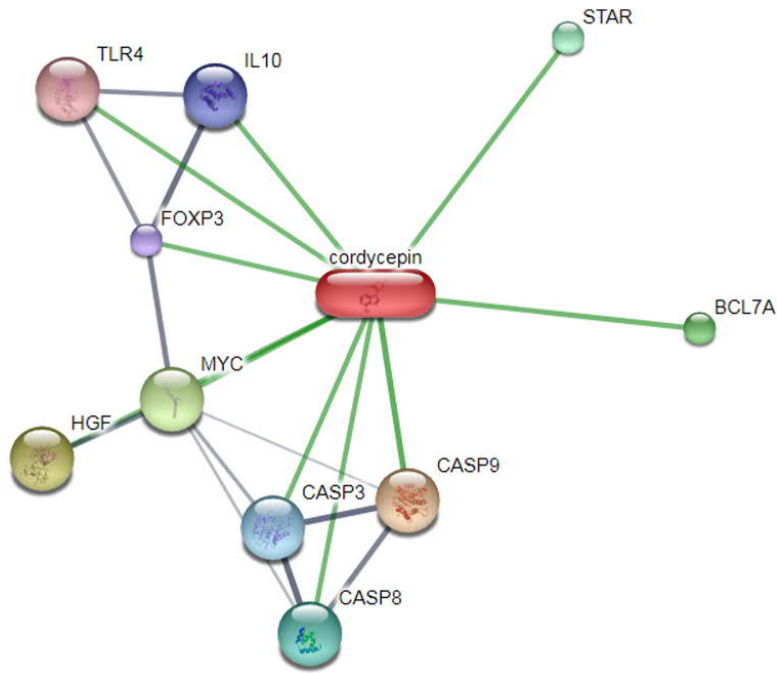 STAR
TLR4
IL10
FOXP3
cordycepin
BCL7A
MYC
HGF
CASP9
CASP3
CASP8